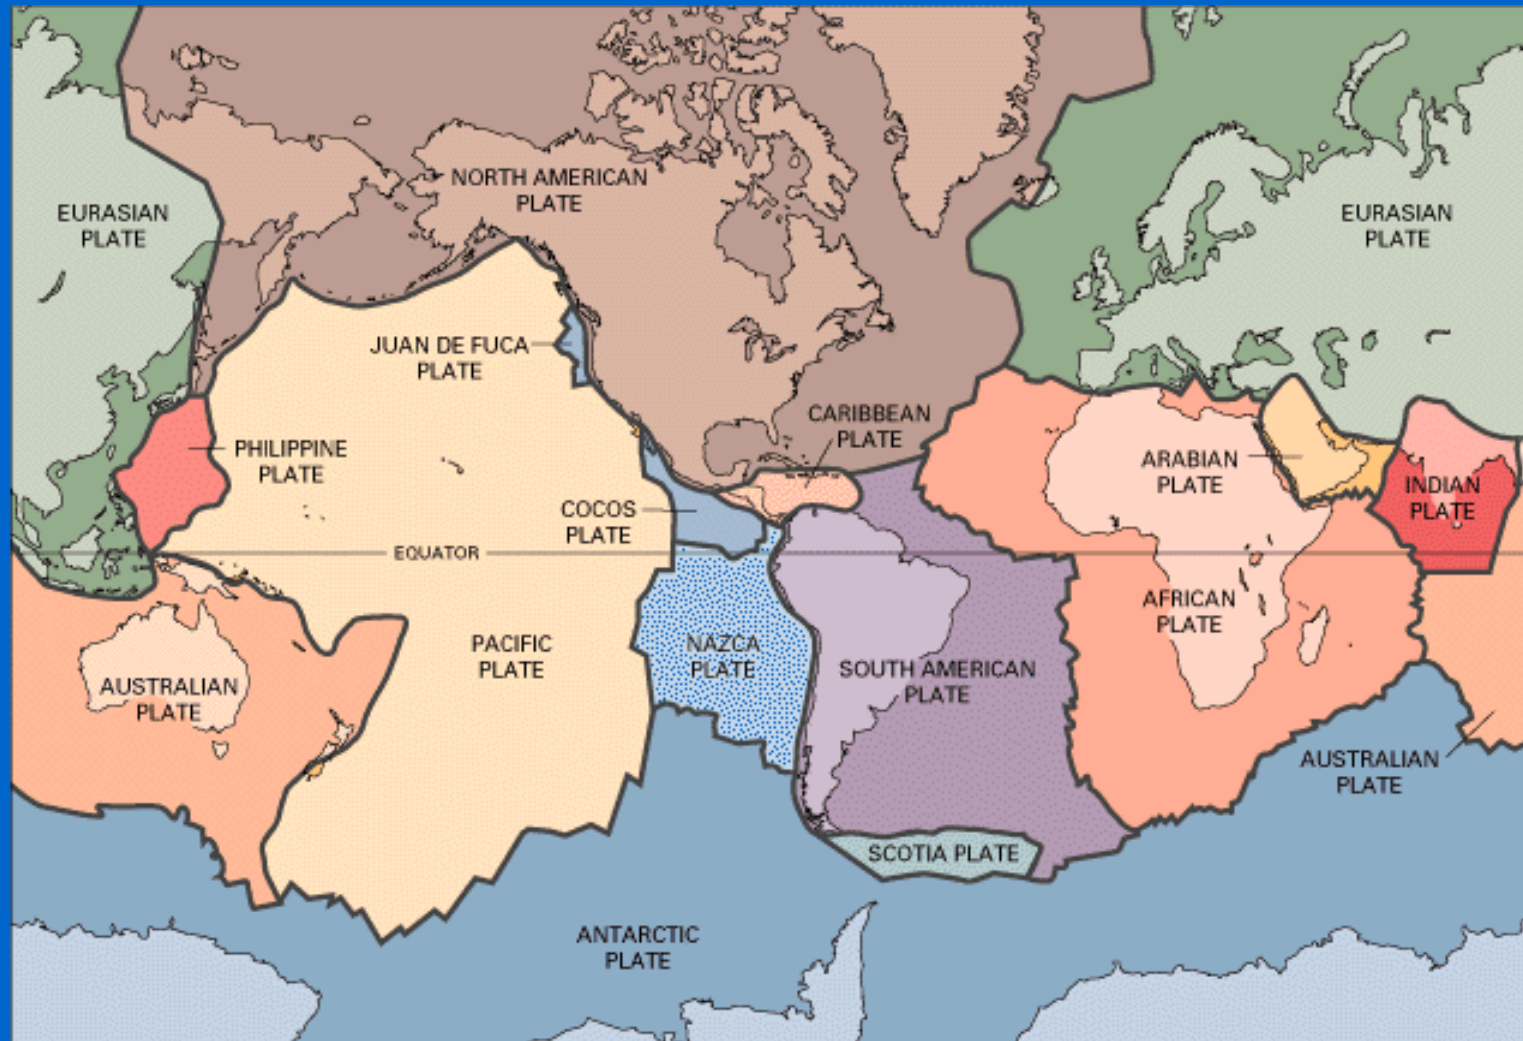 NORTH AMERICAN
PLATE
EURASIAN
PLATE
EURASIAN
PLATE
JUAN DE FUCA
PLATE
CARIBBEAN
PLATE
PHILIPPINE
PLATE
ARABIAN
PLATE
INDIAN
PLATE
COCOS
PLATE
EQUATOR
AFRICAN
PLATE
PACIFIC
PLATE
NAZCA
PLATE
SOUTH AMERICAN
PLATE
AUSTRALIAN
PLATE
AUSTRALIAN
PLATE
SCOTIA PLATE
ANTARCTIC
PLATE